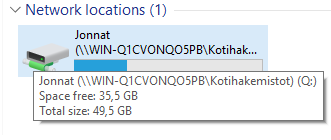 Network locations (1)
Jonnat
(\\WIN-Q1CVONQO5PB\Kotihak...
Jonnat (\\WIN-Q1CVONQO5PB\Kotihakemistot) (Q:)
Space free: 35,5 GB
Total size: 49,5 GB